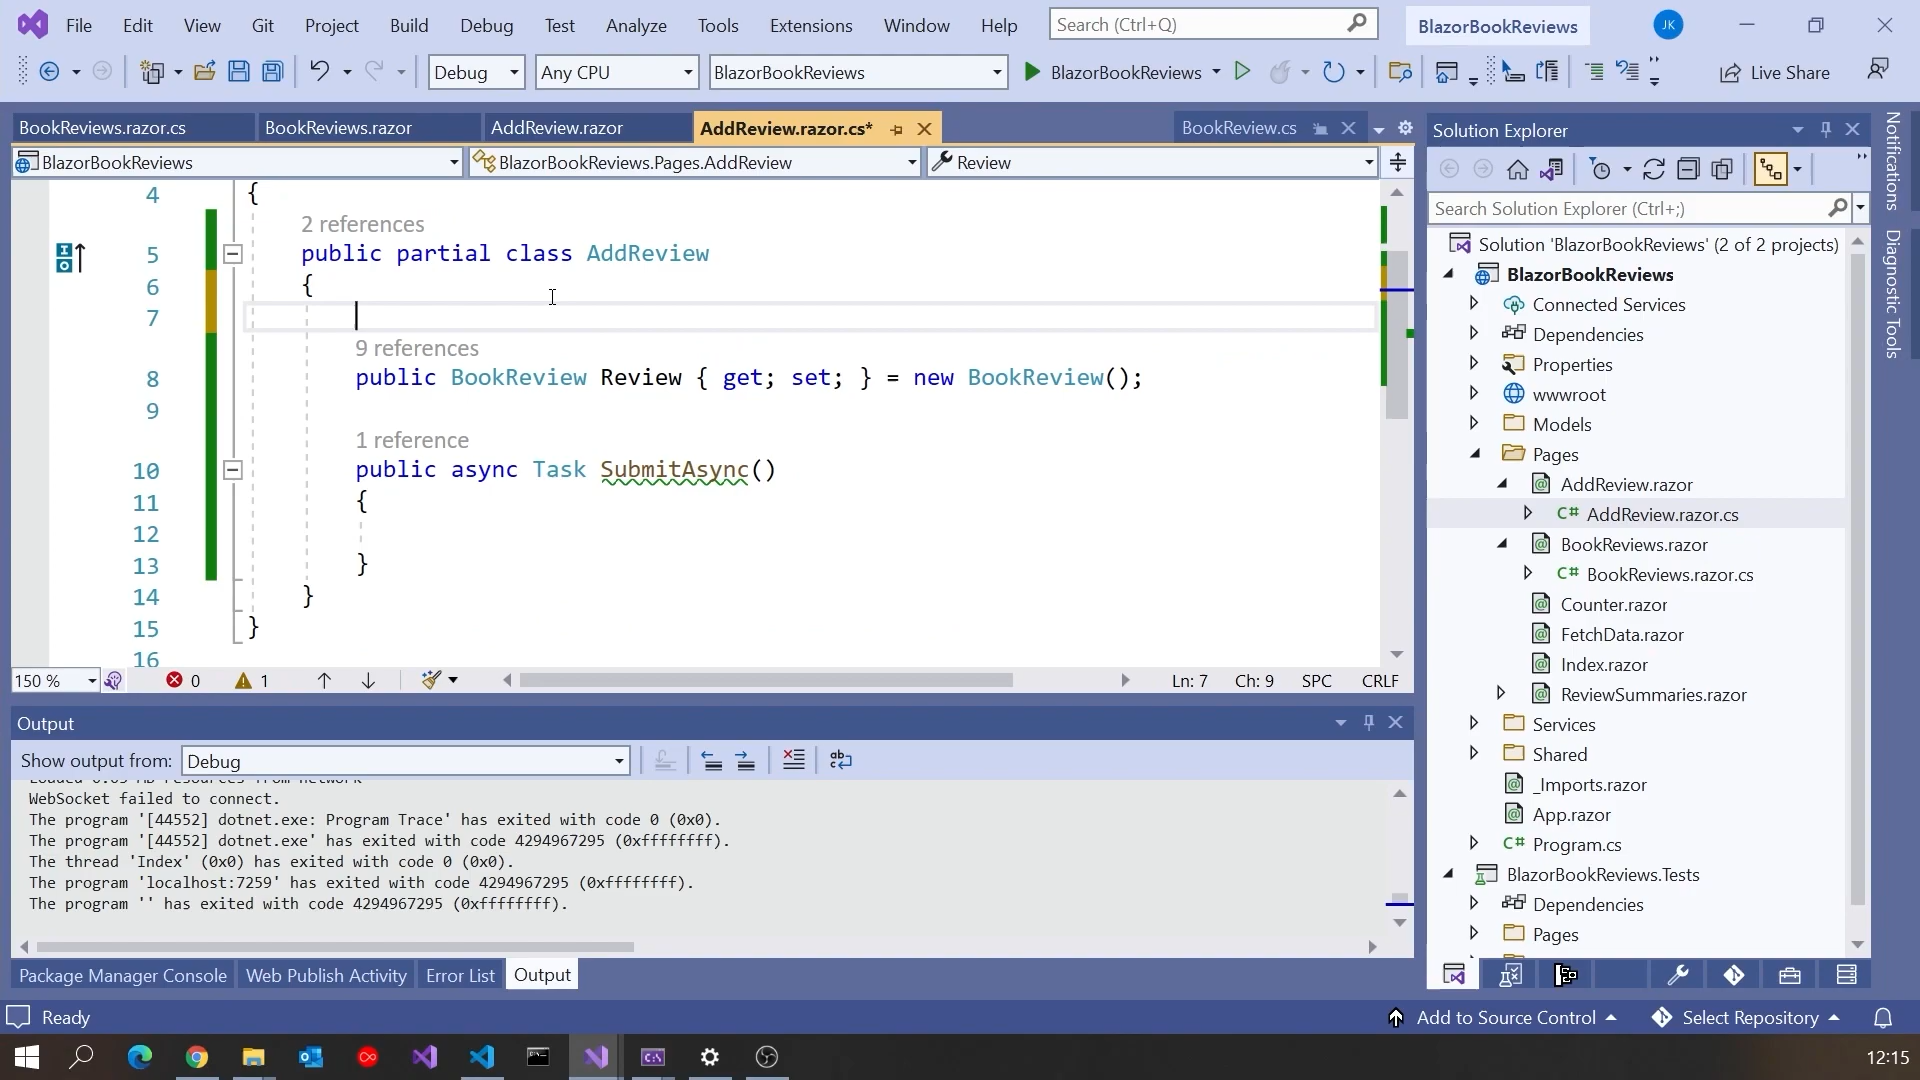 File Edit View Git Project Build Debug Test Analyze Tools Extensions Window Help Search (Ctrl+Q) BlazorBookReviews JK
Debug Any CPU BlazorBookReviews BlazorBookReviews Live Share
BookReviews.razor.cs BookReviews.razor AddReview.razor AddReview.razor.cs* BookReview.cs
BlazorBookReviews BlazorBookReviews.Pages.AddReview Review
4 {
2 references
5 public partial class AddReview
6 {
7
9 references
8 public BookReview Review { get; set; } = new BookReview();
9
1 reference
10 public async Task SubmitAsync()
11 {
12
13 }
14 }
15 }
16
150 % 0 1 Ln: 7 Ch: 9 SPC CRLF
Output
Show output from: Debug
WebSocket failed to connect.
The program '[44552] dotnet.exe: Program Trace' has exited with code 0 (0x0).
The program '[44552] dotnet.exe' has exited with code 4294967295 (0xffffffff).
The thread 'Index' (0x0) has exited with code 0 (0x0).
The program 'localhost:7259' has exited with code 4294967295 (0xffffffff).
The program '' has exited with code 4294967295 (0xffffffff).
Package Manager Console Web Publish Activity Error List Output
Solution Explorer
Search Solution Explorer (Ctrl+;)
Solution 'BlazorBookReviews' (2 of 2 projects)
BlazorBookReviews
Connected Services
Dependencies
Properties
wwwroot
Models
Pages
AddReview.razor
C# AddReview.razor.cs
BookReviews.razor
C# BookReviews.razor.cs
Counter.razor
FetchData.razor
Index.razor
ReviewSummaries.razor
Services
Shared
_Imports.razor
App.razor
C# Program.cs
BlazorBookReviews.Tests
Dependencies
Pages
Notifications
Diagnostic Tools
Ready Add to Source Control Select Repository
12:15